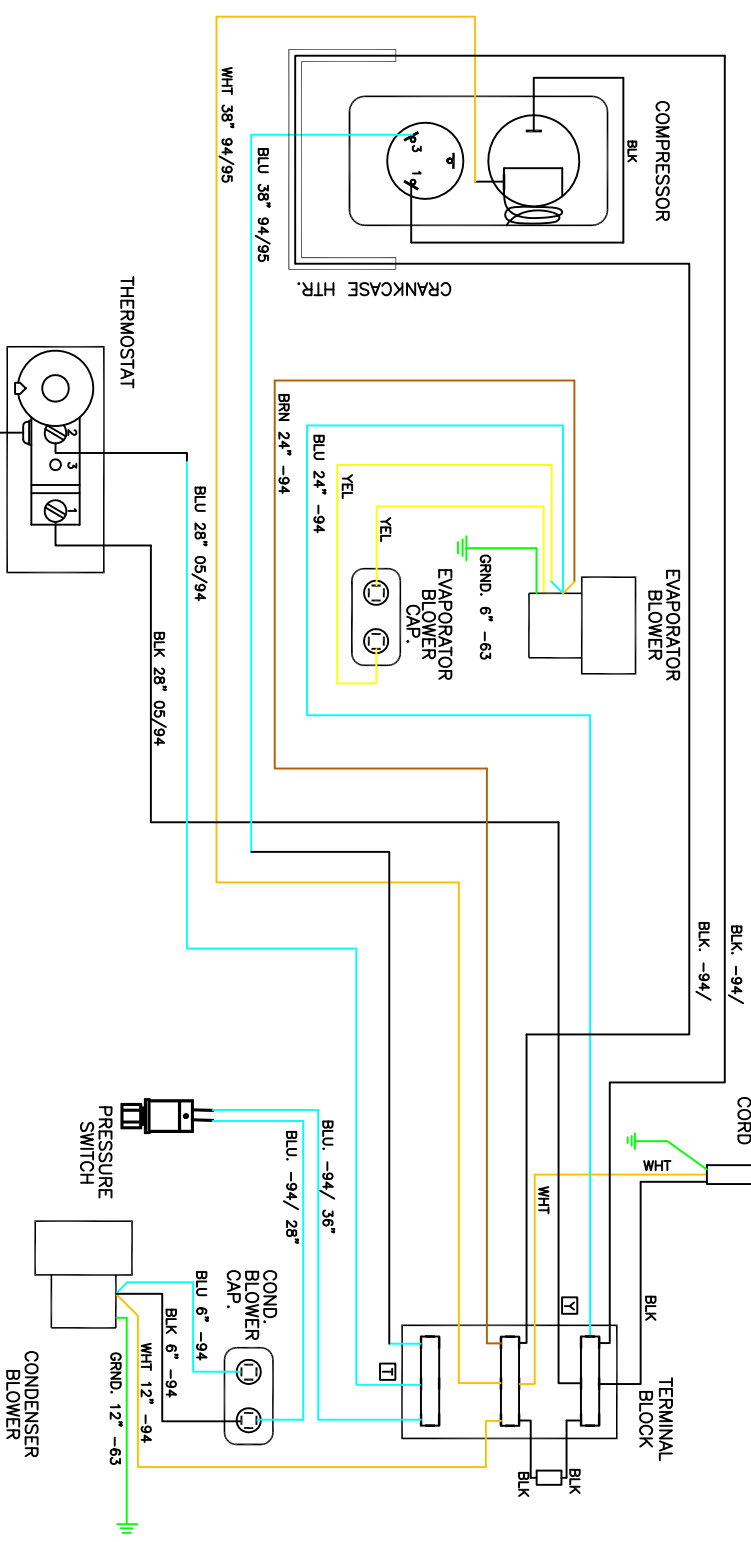 COMPRESSOR
BLK
3
1
WHT 38" 94/95
BLU 38" 94/95
CRANKCASE HTR.
THERMOSTAT
2
3
1
BLU 28" 05/94
BLK 28" 05/94
BRN 24" -94
BLU 24" -94
YEL
YEL
GRND. 6" -63
EVAPORATOR
BLOWER
CAP.
EVAPORATOR
BLOWER
BLK. -94/
BLK. -94/
CORD
WHT
WHT
BLK
PRESSURE
SWITCH
BLU. -94/ 36"
BLU. -94/ 28"
COND.
BLOWER
CAP.
BLU 6" -94
BLK 6" -94
WHT 12" -94
GRND. 12" -63
CONDENSER
BLOWER
Y
T
TERMINAL
BLOCK
BLK
BLK